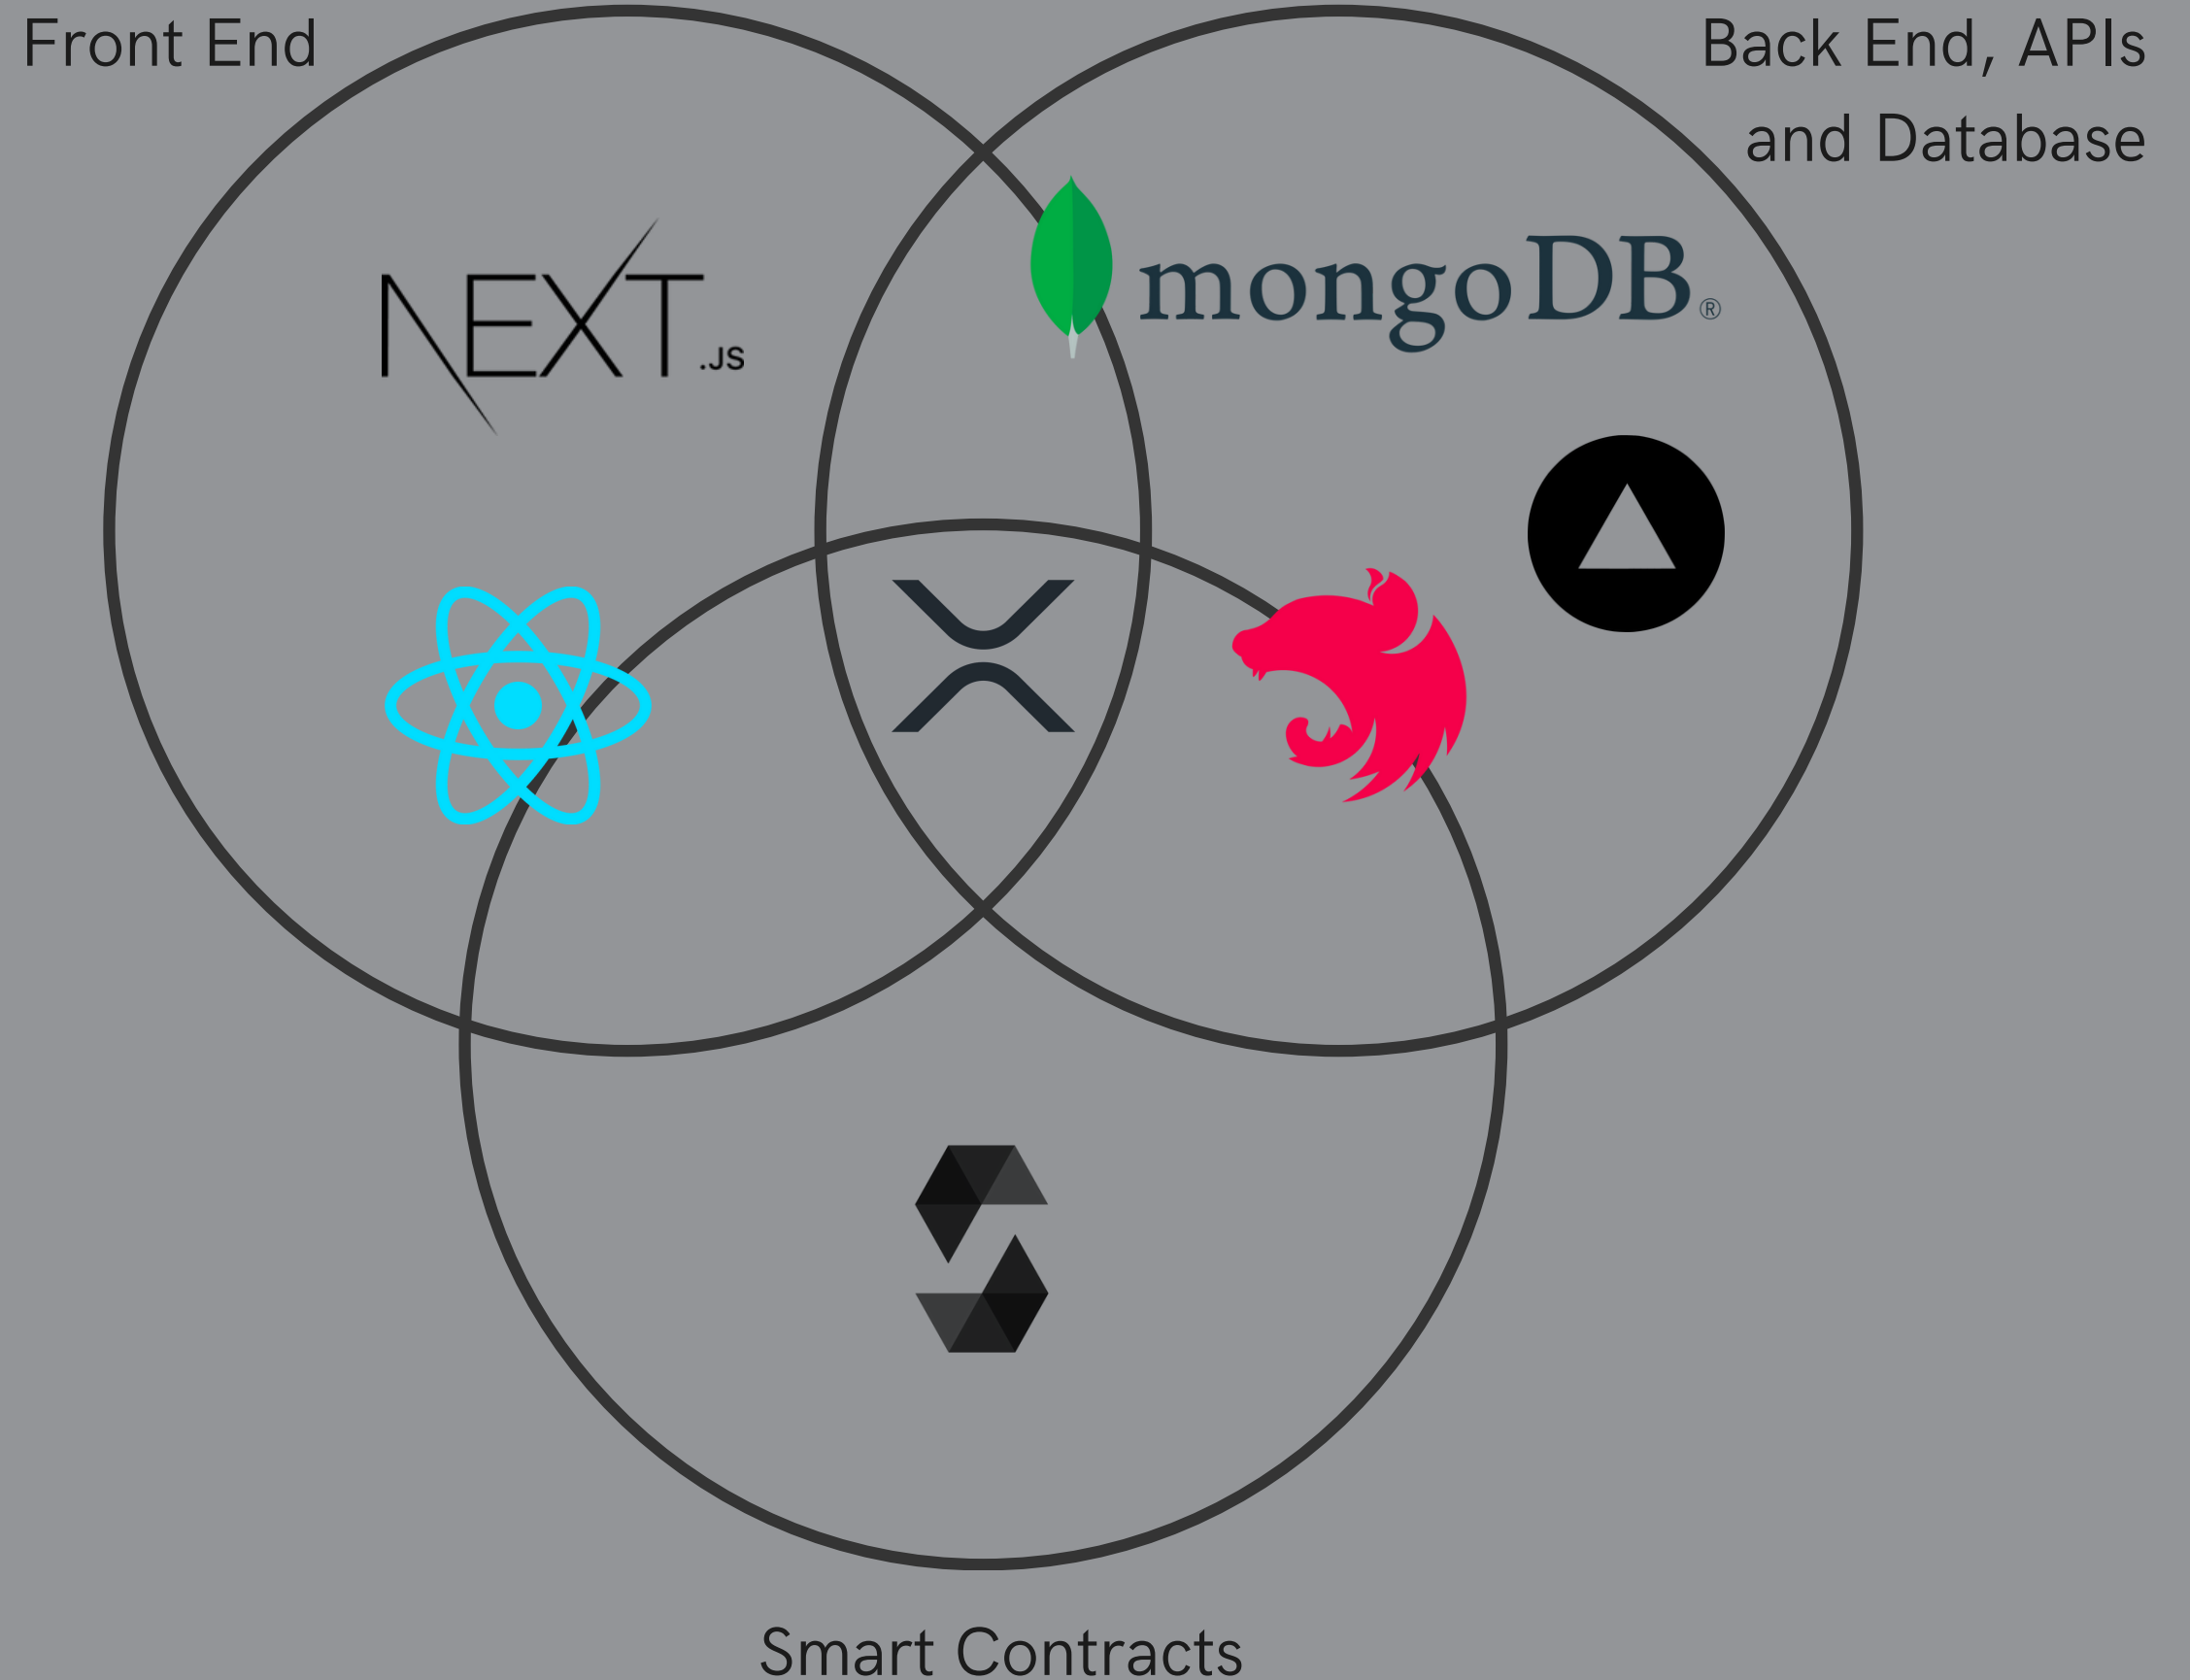 Front End
Back End, APIs
and Database
NEXT.JS
mongoDB®
Smart Contracts